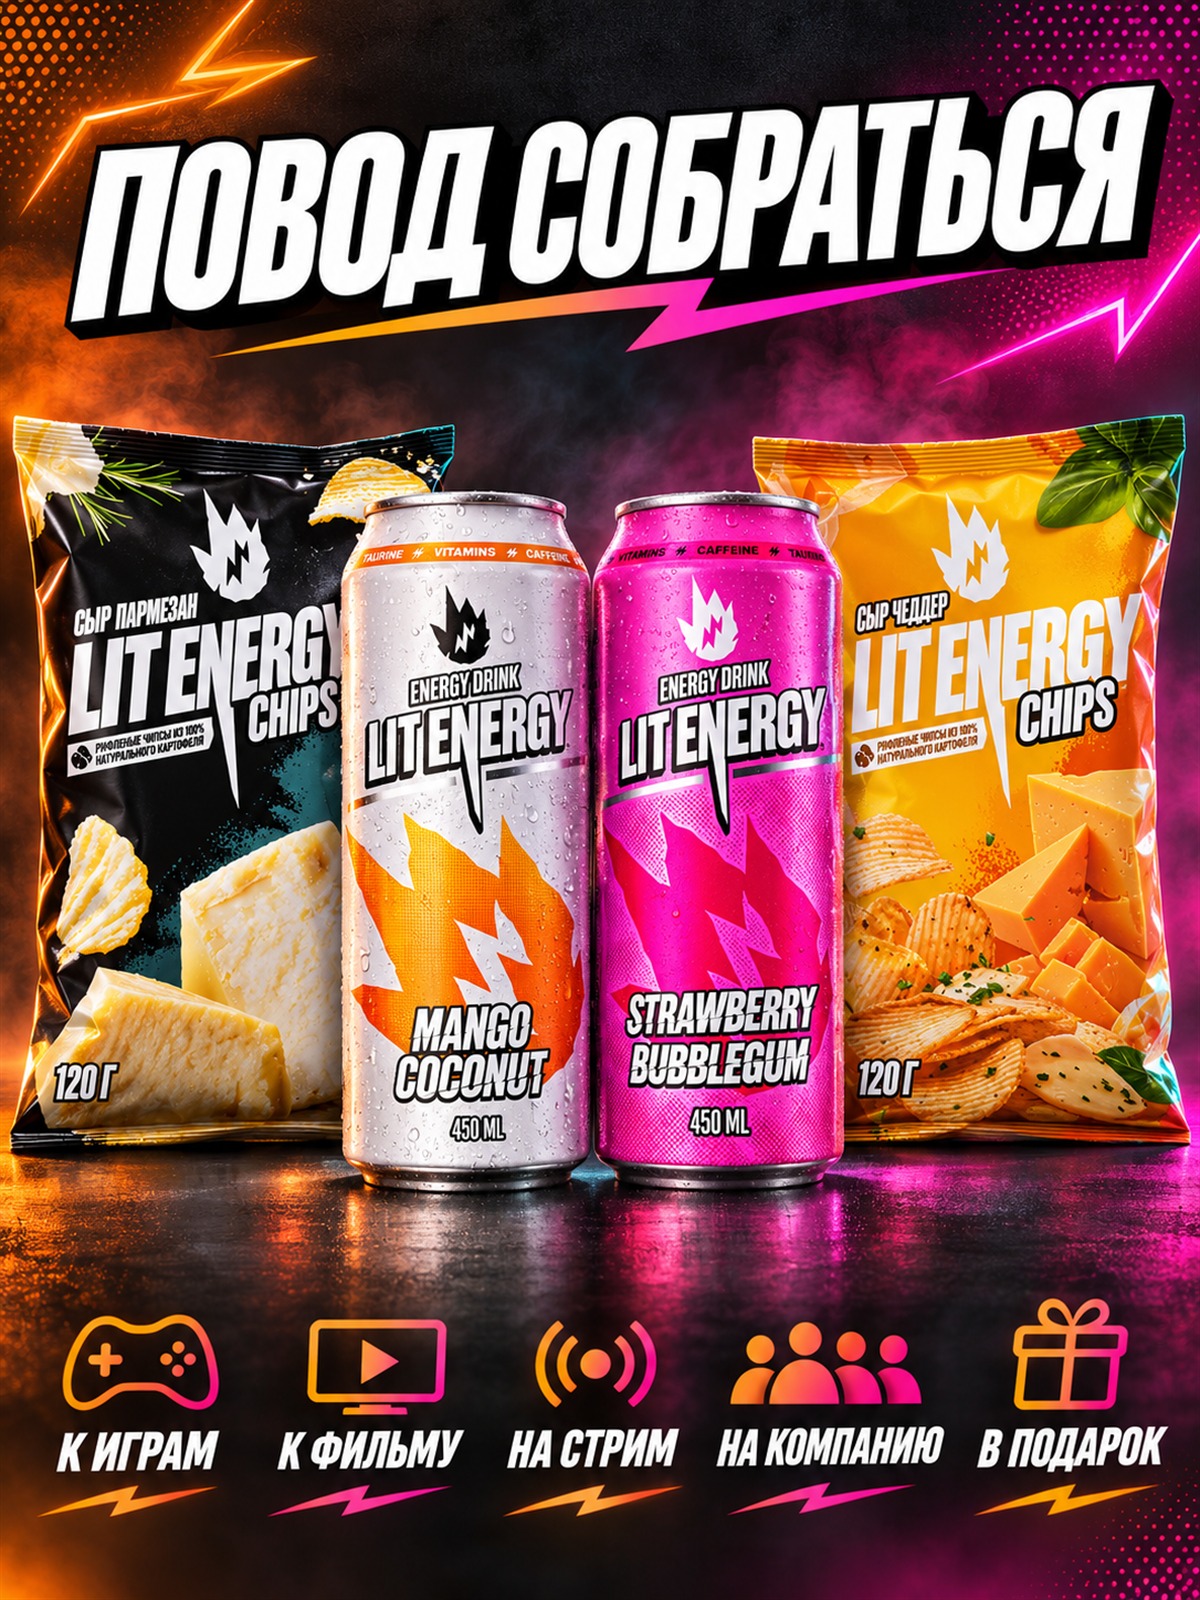 ПОВОД СОБРАТЬСЯ
СЫР ПАРМЕЗАН
LIT ENERGY
CHIPS
РИФЛЕНЫЕ ЧИПСЫ ИЗ 100%
НАТУРАЛЬНОГО КАРТОФЕЛЯ
120 Г
TAURINE VITAMINS CAFFEINE
ENERGY DRINK
LIT ENERGY
MANGO
COCONUT
450 ML
VITAMINS CAFFEINE TAURINE
ENERGY DRINK
LIT ENERGY
STRAWBERRY
BUBBLEGUM
450 ML
СЫР ЧЕДДЕР
LIT ENERGY
CHIPS
РИФЛЕНЫЕ ЧИПСЫ ИЗ 100%
НАТУРАЛЬНОГО КАРТОФЕЛЯ
120 Г
К ИГРАМ
К ФИЛЬМУ
НА СТРИМ
НА КОМПАНИЮ
В ПОДАРОК